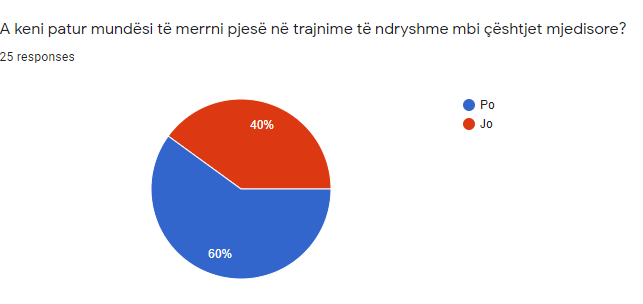 A keni patur mundësi të merrni pjesë në trajnime të ndryshme mbi çështjet mjedisore?
25 responses
Po
Jo
40%
60%